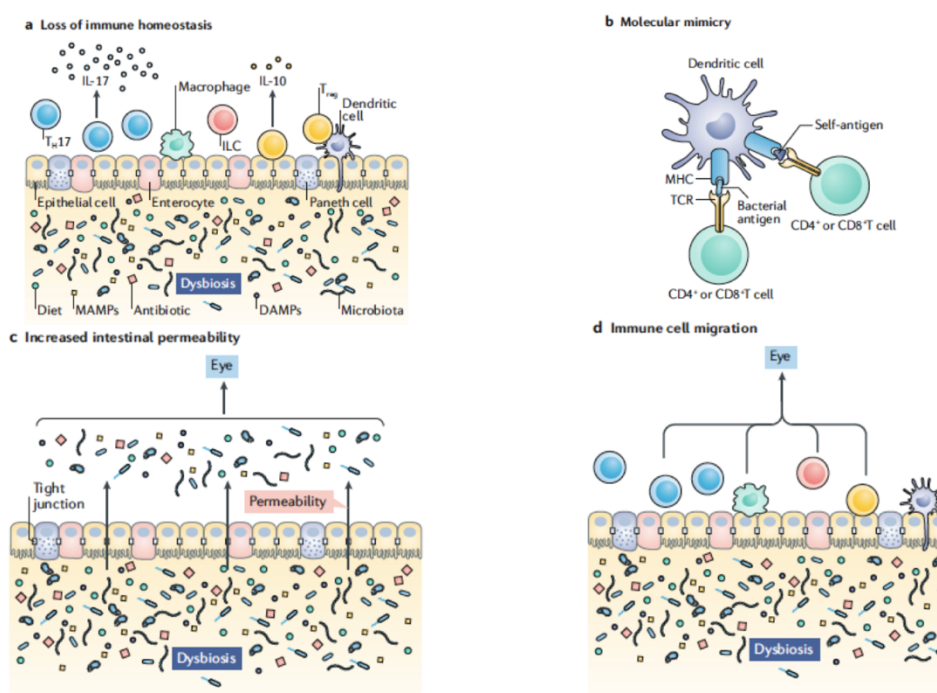 a Loss of immune homeostasis
IL-17
Macrophage
IL-10
Treg
Dendritic
cell
TH17
ILC
Epithelial cell
Enterocyte
Paneth cell
Dysbiosis
Diet
MAMPs
Antibiotic
DAMPs
Microbiota
b Molecular mimicry
Dendritic cell
Self-antigen
MHC
TCR
Bacterial
antigen
CD4+ or CD8+T cell
CD4+ or CD8+T cell
c Increased intestinal permeability
Eye
Tight
junction
Permeability
Dysbiosis
d Immune cell migration
Eye
Dysbiosis